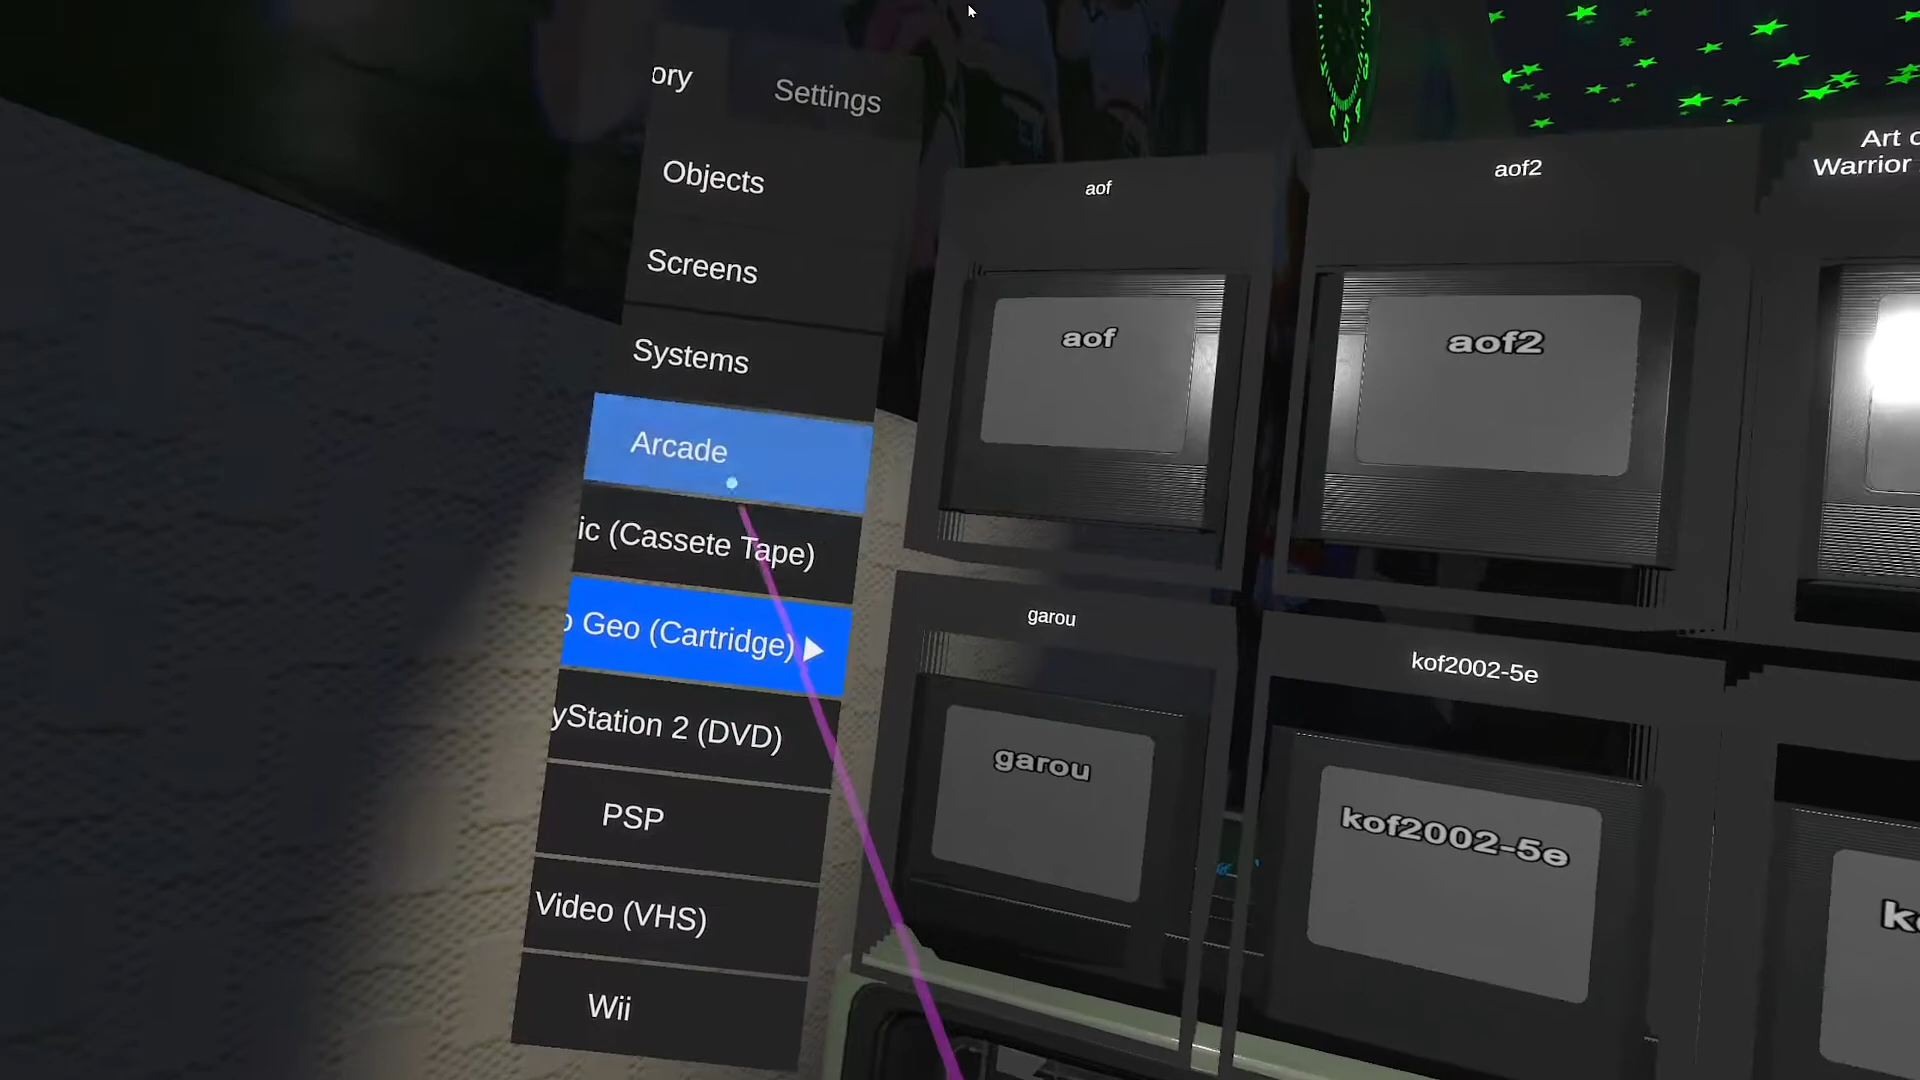 ory
Settings
Objects
Screens
Systems
Arcade
ic (Cassete Tape)
o Geo (Cartridge)
yStation 2 (DVD)
PSP
Video (VHS)
Wii
aof
aof
aof2
aof2
Art o
Warrior
garou
garou
kof2002-5e
kof2002-5e
k